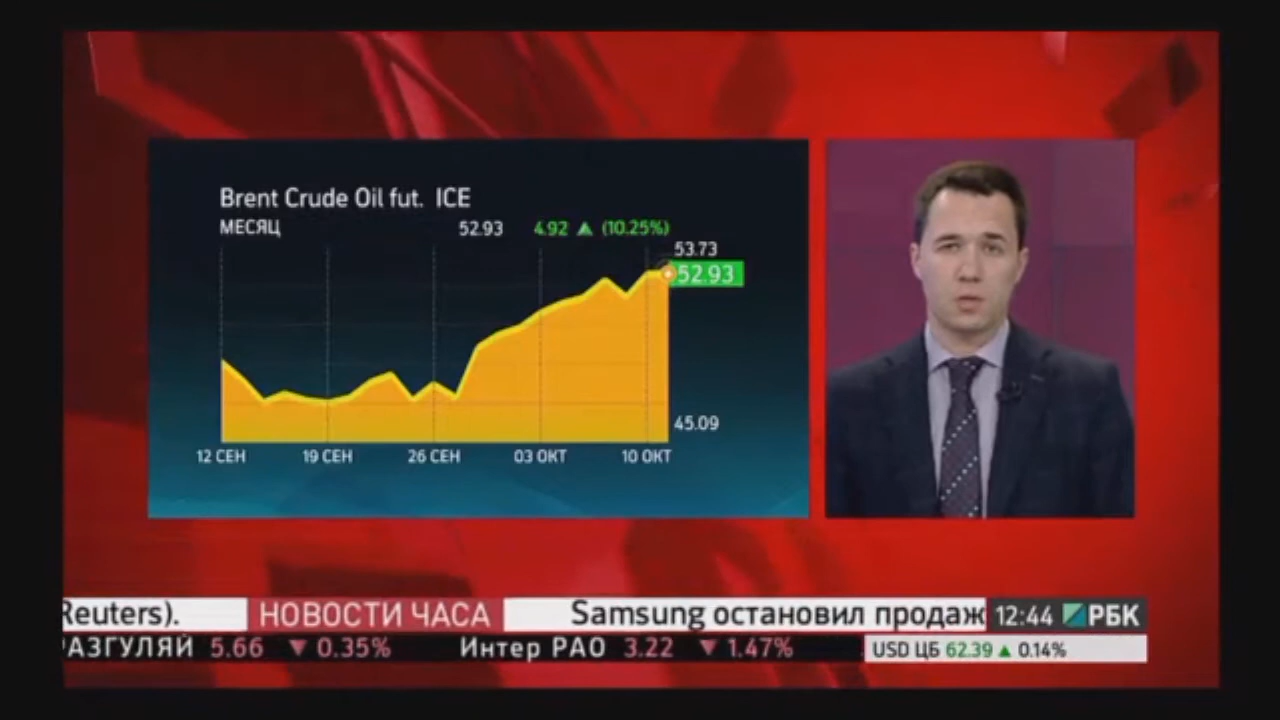 Brent Crude Oil fut. ICE
МЕСЯЦ 52.93 4.92 ▲ (10.25%)
53.73
52.93
45.09
12 СЕН 19 СЕН 26 СЕН 03 ОКТ 10 ОКТ
Reuters). НОВОСТИ ЧАСА Samsung остановил продаж 12:44 РБК
РАЗГУЛЯЙ 5.66 ▼ 0.35% Интер РАО 3.22 ▼ 1.47% USD ЦБ 62.39 ▲ 0.14%